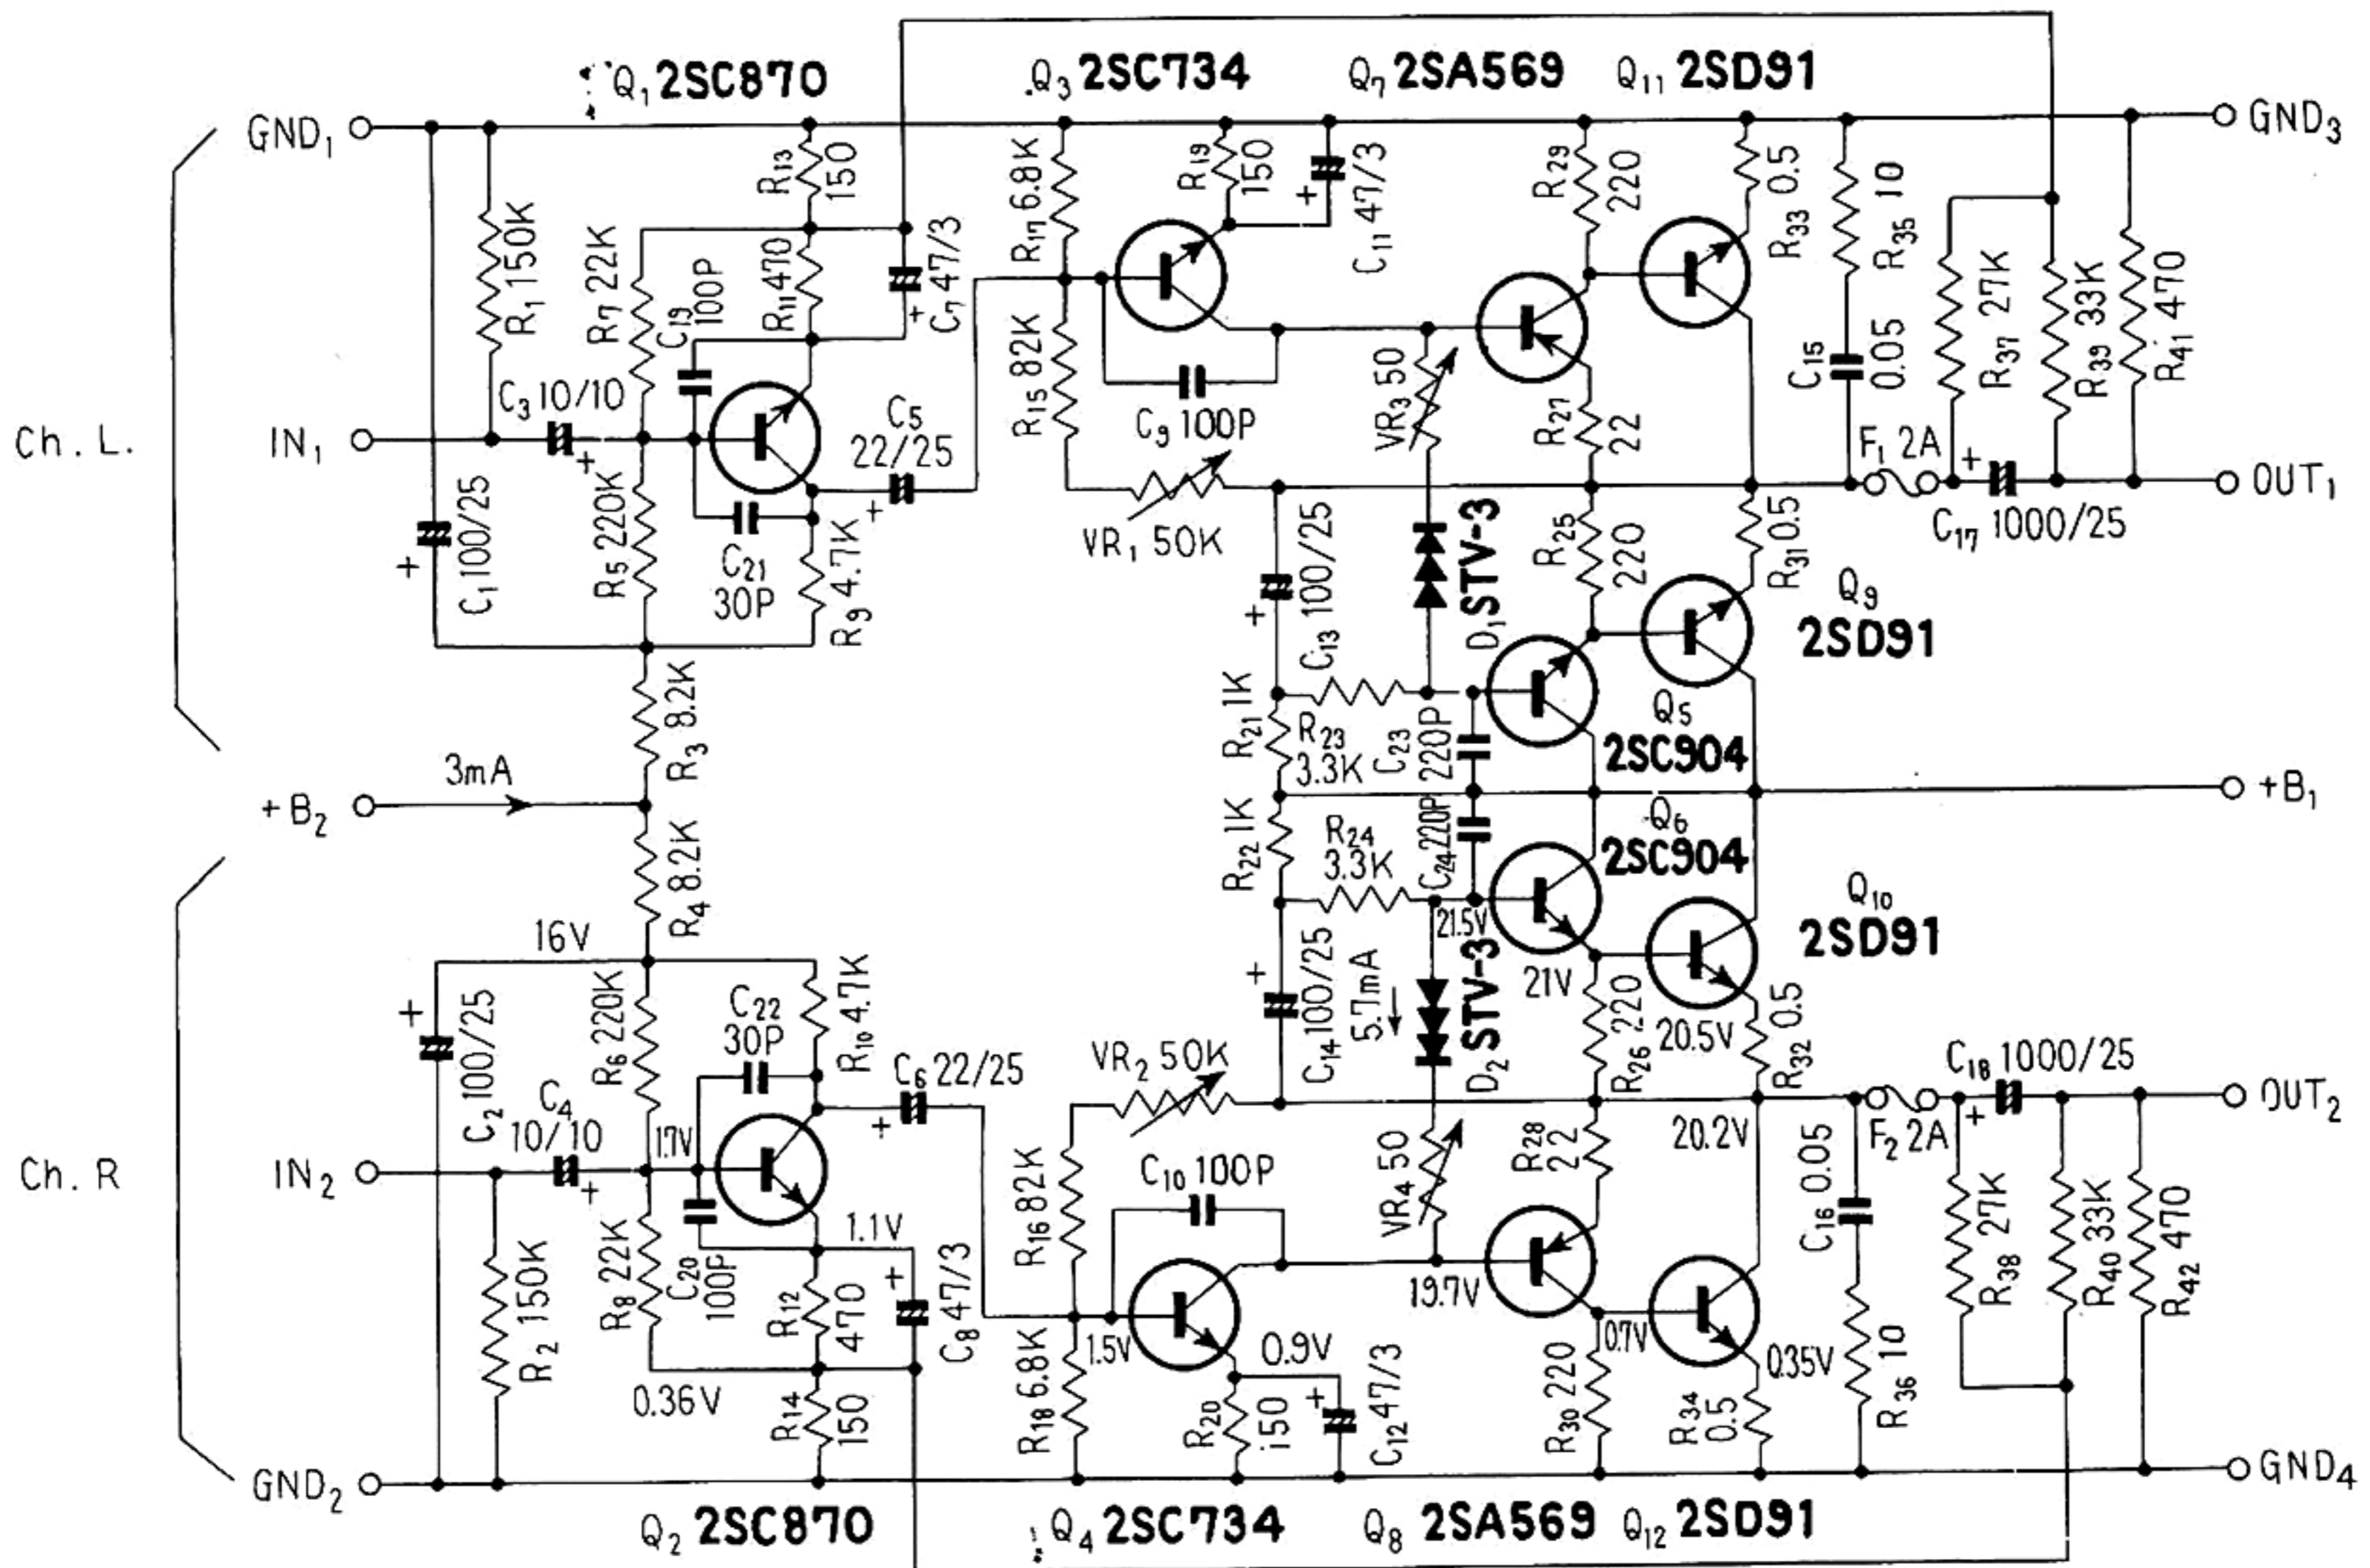 Q1 2SC870
Q3 2SC734
Q7 2SA569
Q11 2SD91
GND1
GND3
R13 150
R17 6.8K
R19 150
C11 47/3
R29 220
R33 0.5
R35 10
R1 150K
R7 22K
C19 100P
R11 470
C7 47/3
R37 27K
R39 33K
R41 470
C3 10/10
R15 82K
C9 100P
VR3 50
R27 22
C15 0.05
Ch. L.
IN1
C5 22/25
F1 2A
OUT1
C17 1000/25
VR1 50K
C1 100/25
R5 220K
C21 30P
R9 4.7K
C13 100/25
D1 STV-3
R25 220
R31 0.5
Q9 2SD91
R3 8.2K
R21 1K
R23 3.3K
C23 220P
Q5 2SC904
3mA
+B2
+B1
R4 8.2K
R22 1K
R24 3.3K
C24 220P
Q6 2SC904
Q10 2SD91
16V
21.5V
21V
20.5V
C2 100/25
R6 220K
C22 30P
R10 4.7K
C6 22/25
VR2 50K
C14 100/25
5.7mA
D2 STV-3
R26 220
R32 0.5
C18 1000/25
OUT2
F2 2A
20.2V
C4 10/10
1.7V
Ch. R
IN2
R16 82K
C10 100P
VR4 50
R28 22
C16 0.05
R38 27K
R40 33K
R42 470
1.1V
R2 150K
R8 22K
C20 100P
R12 470
C8 47/3
19.7V
1.5V
0.9V
0.7V
0.35V
0.36V
R14 150
R18 6.8K
R20 150
C12 47/3
R30 220
R34 0.5
R36 10
GND2
GND4
Q2 2SC870
Q4 2SC734
Q8 2SA569
Q12 2SD91